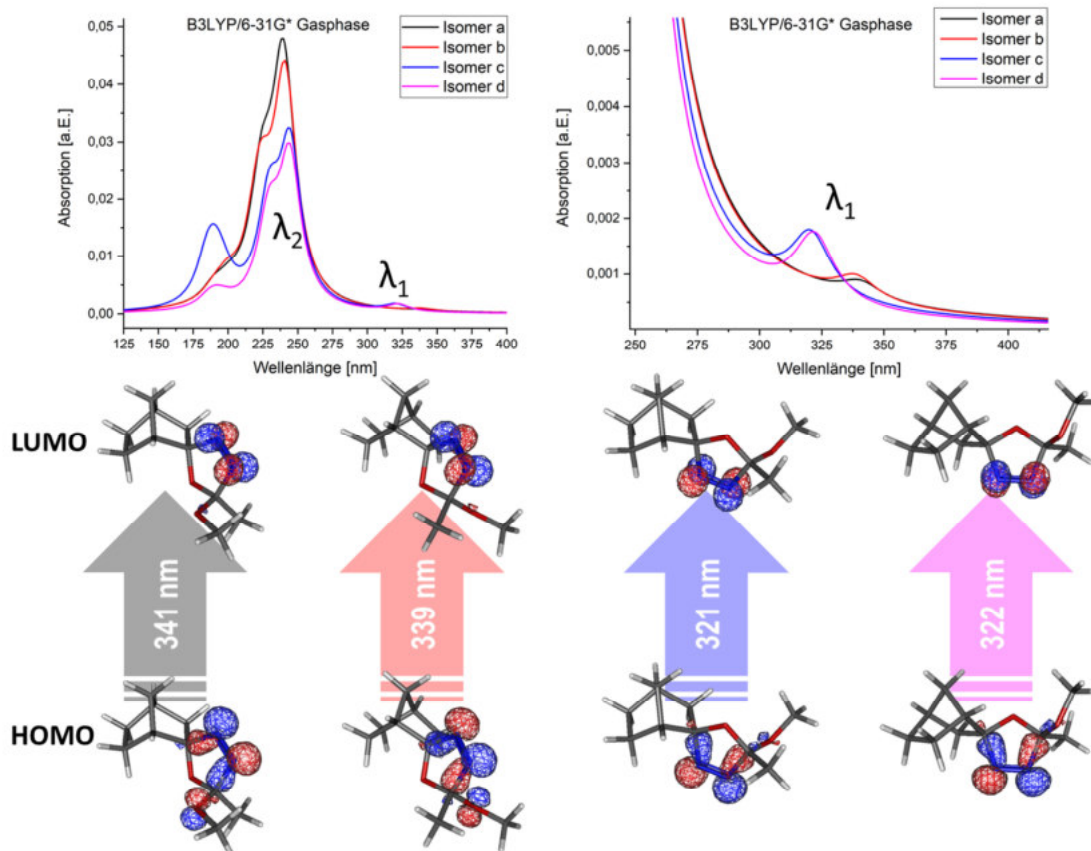 B3LYP/6-31G* Gasphase
Isomer a
Isomer b
Isomer c
Isomer d
Absorption [a.E.]
0,05
0,04
0,03
0,02
0,01
0,00
λ2
λ1
125 150 175 200 225 250 275 300 325 350 375 400
Wellenlänge [nm]
B3LYP/6-31G* Gasphase
Isomer a
Isomer b
Isomer c
Isomer d
Absorption [a.E.]
0,005
0,004
0,003
0,002
0,001
λ1
250 275 300 325 350 375 400
Wellenlänge [nm]
LUMO
341 nm
339 nm
321 nm
322 nm
HOMO